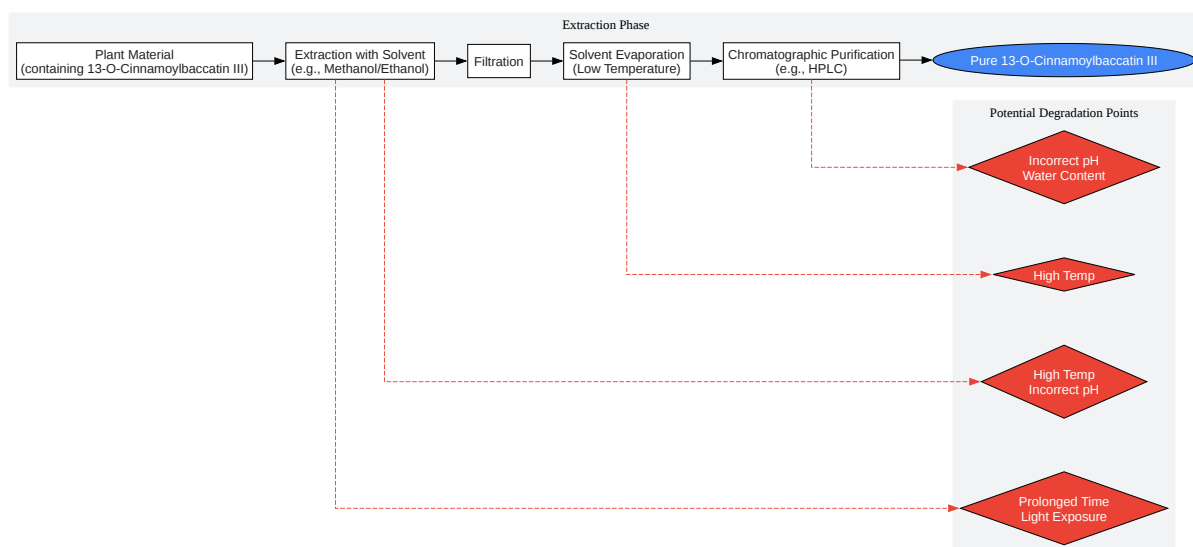 Extraction Phase
Plant Material
(containing 13-O-Cinnamoylbaccatin III)
Extraction with Solvent
(e.g., Methanol/Ethanol)
Filtration
Solvent Evaporation
(Low Temperature)
Chromatographic Purification
(e.g., HPLC)
Pure 13-O-Cinnamoylbaccatin III
Potential Degradation Points
Incorrect pH
Water Content
High Temp
High Temp
Incorrect pH
Prolonged Time
Light Exposure